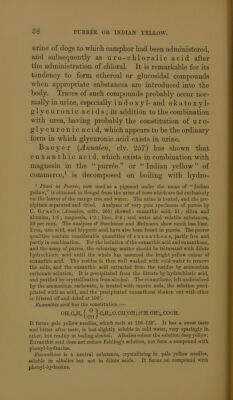 38 PURRÉE OR INDIAN YELLOW.
urine of dogs to which camphor had been administered,
and subsequently as uro-chloralic acid after
the administration of chloral. It is remarkable for its
tendency to form ethereal or glucosidal compounds
when appropriate substances are introduced into the
body. Traces of such compounds probably occur nor-
mally in urine, especially indoxyl- and skatoxyl-
glycuronic acids; in addition to the combination
with urea, having probably the constitution of uro-
glycuronic acid, which appears to be the ordinary
form in which glycuronic acid exists in urine.
Baeyer (Annalen, clv. 257) has shown that
euxanthic acid, which exists in combination with
magnesia in the "purrée" or "Indian yellow" of
commerce,¹ is decomposed on boiling with hydro-
¹ Piuri or Purrée, now used as a pigment under the name of "Indian
yellow," is obtained in Bengal from the urine of cows which are fed exclusively
on the leaves of the mango tree and water. The urine is heated, and the pre-
cipitate separated and dried. Analyses of very pure specimens of purrée by
C. Graebe (Annalen, ccliv. 265) showed: euxanthic acid, 51; silica and
alumina, 1·5; magnesia, 4·2; lime, 3·4; and water and volatile substances,
39 per cent. The analyses of Kramer and Erdmann show much less water.
Urea, uric acid, and hippuric acid have also been found in purrée. The poorer
qualities contain considerable quantities of euxanthone, partly free and
partly in combination. For the isolation of the euxanthic acid and euxanthone,
and the assay of purrée, the colouring matter should be triturated with dilute
hydrochloric acid until the whole has assumed the bright yellow colour of
euxanthic acid. The residue is then well washed with cold water to remove
the salts, and the euxanthic acid extracted from the residue by ammonium
carbonate solution. It is precipitated from the filtrate by hydrochloric acid,
and purified by crystallisation from alcohol. The euxanthone, left undissolved
by the ammonium carbonate, is treated with caustic soda, the solution preci-
pitated with an acid, and the precipitated euxanthone shaken out with ether
or filtered off and dried at 100°.
Euxanthic acid has the constitution:—
It forms pale yellow needles, which melt at 156–158°. It has a sweet taste
and bitter after-taste, is but slightly soluble in cold water, very sparingly in
ether, but readily in boiling alcohol. Alkalies colour the solution deep yellow.
Euxanthic acid does not reduce Fehling's solution, nor form a compound with
phenyl-hydrazine.
Euxanthone is a neutral substance, crystallising in pale yellow needles,
soluble in alkalies but not in dilute acids. It forms no compound with
phenyl-hydrazine.